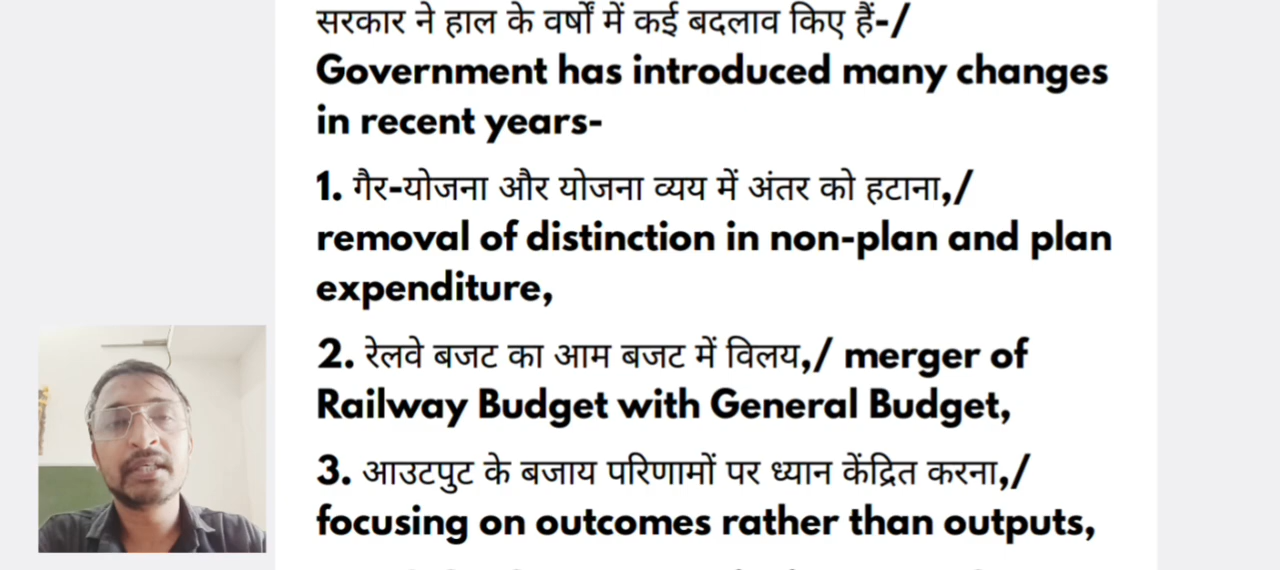 सरकार ने हाल के वर्षों में कई बदलाव किए हैं-/
Government has introduced many changes
in recent years-
1. गैर-योजना और योजना व्यय में अंतर को हटाना,/
removal of distinction in non-plan and plan
expenditure,
2. रेलवे बजट का आम बजट में विलय,/ merger of
Railway Budget with General Budget,
3. आउटपुट के बजाय परिणामों पर ध्यान केंद्रित करना,/
focusing on outcomes rather than outputs,